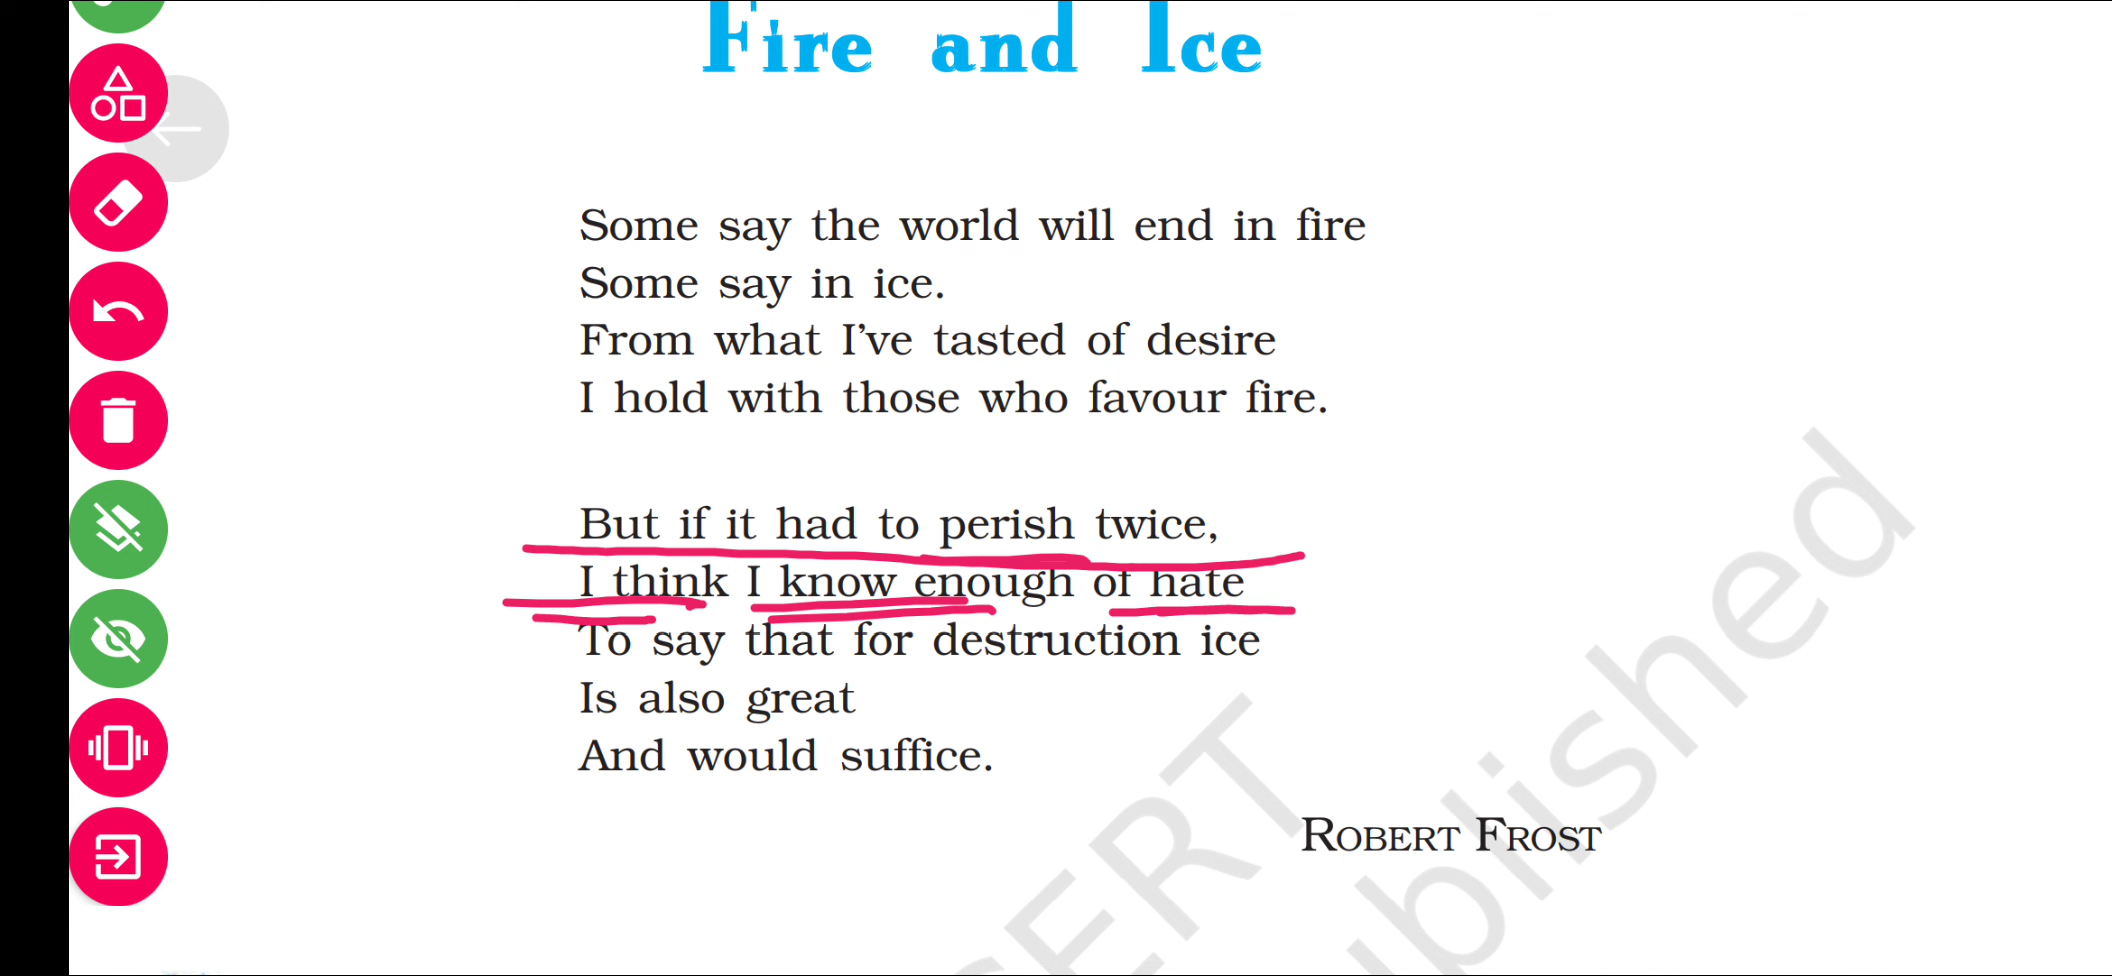 Fire and Ice
Some say the world will end in fire
Some say in ice.
From what I've tasted of desire
I hold with those who favour fire.
But if it had to perish twice,
I think I know enough of hate
To say that for destruction ice
Is also great
And would suffice.
ROBERT FROST